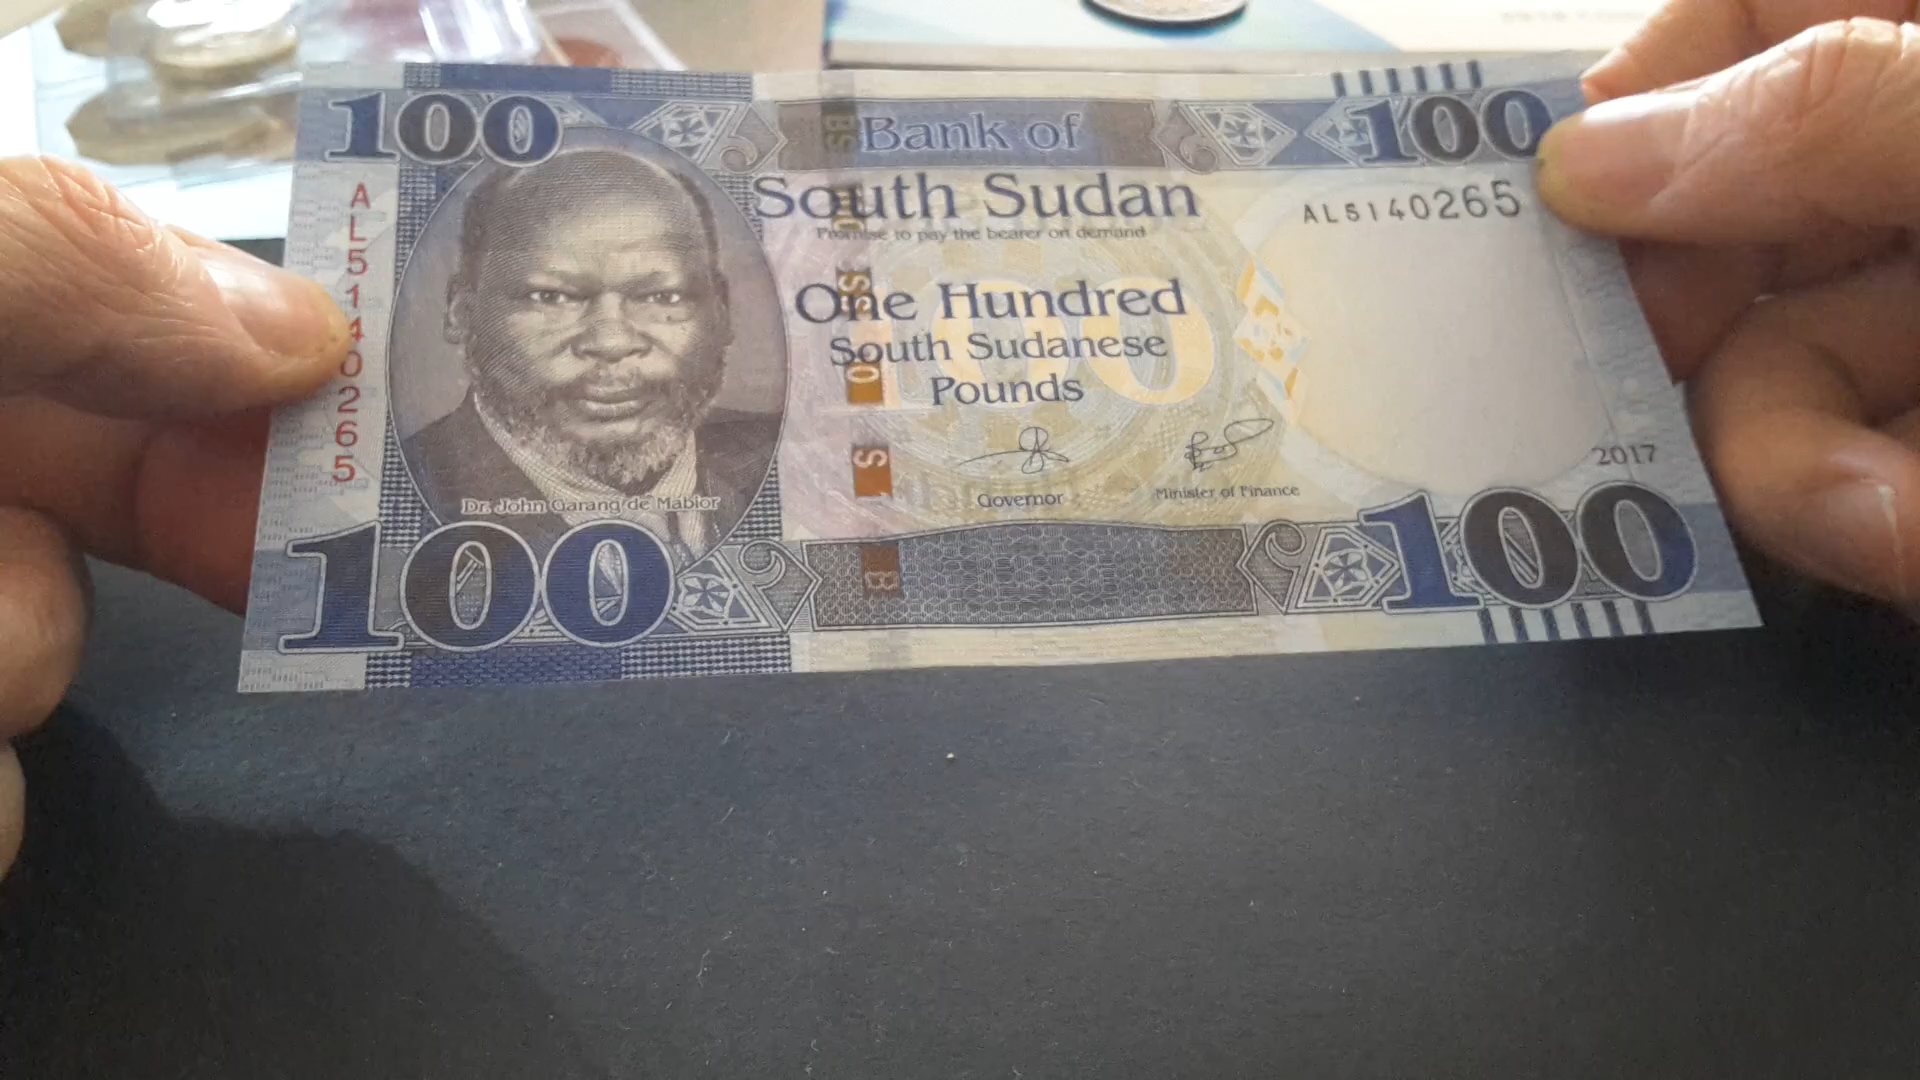 100
Bank of
100
South Sudan
AL5140265
Promise to pay the bearer on demand
AL5140265
One Hundred
South Sudanese
Pounds
100
2017
Governor
Minister of Finance
Dr. John Garang de Mabior
100
100